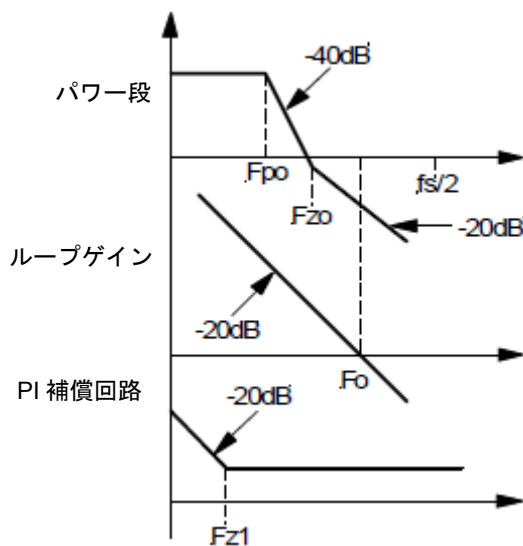 パワー段
-40dB
.Fpo
.Fzo
.fs/2
-20dB
ループゲイン
-20dB
.Fo
PI 補償回路
-20dB
.Fz1